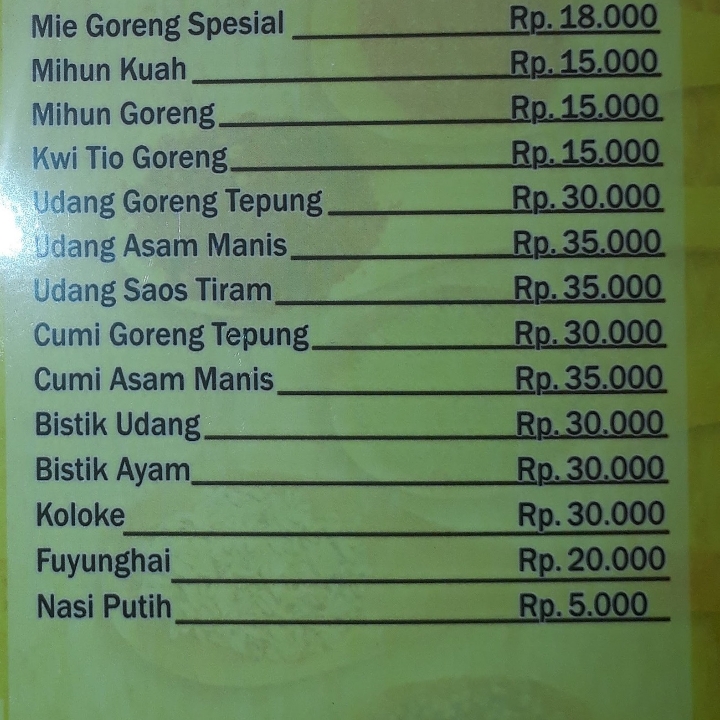 Mie Goreng Spesial Rp. 18.000
Mihun Kuah Rp. 15.000
Mihun Goreng Rp. 15.000
Kwi Tio Goreng Rp. 15.000
Udang Goreng Tepung Rp. 30.000
Udang Asam Manis Rp. 35.000
Udang Saos Tiram Rp. 35.000
Cumi Goreng Tepung Rp. 30.000
Cumi Asam Manis Rp. 35.000
Bistik Udang Rp. 30.000
Bistik Ayam Rp. 30.000
Koloke Rp. 30.000
Fuyunghai Rp. 20.000
Nasi Putih Rp. 5.000